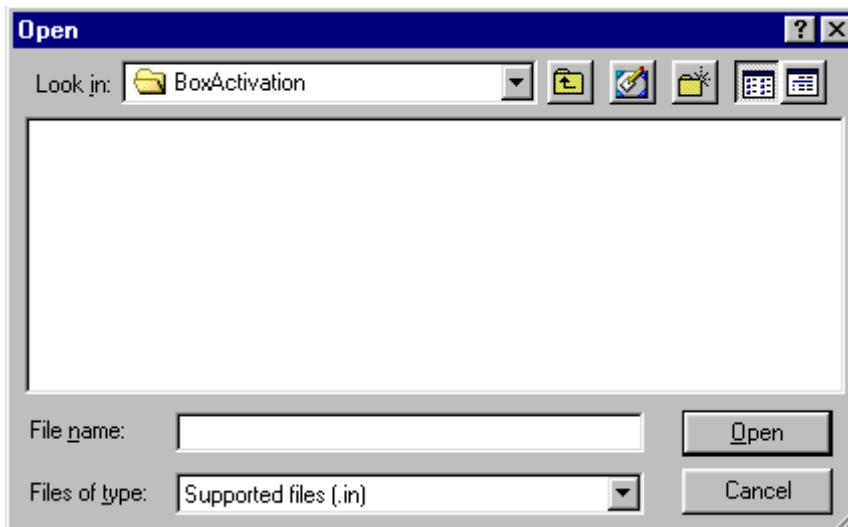 Open
Look in: BoxActivation
File name: Open
Files of type: Supported files (.in) Cancel